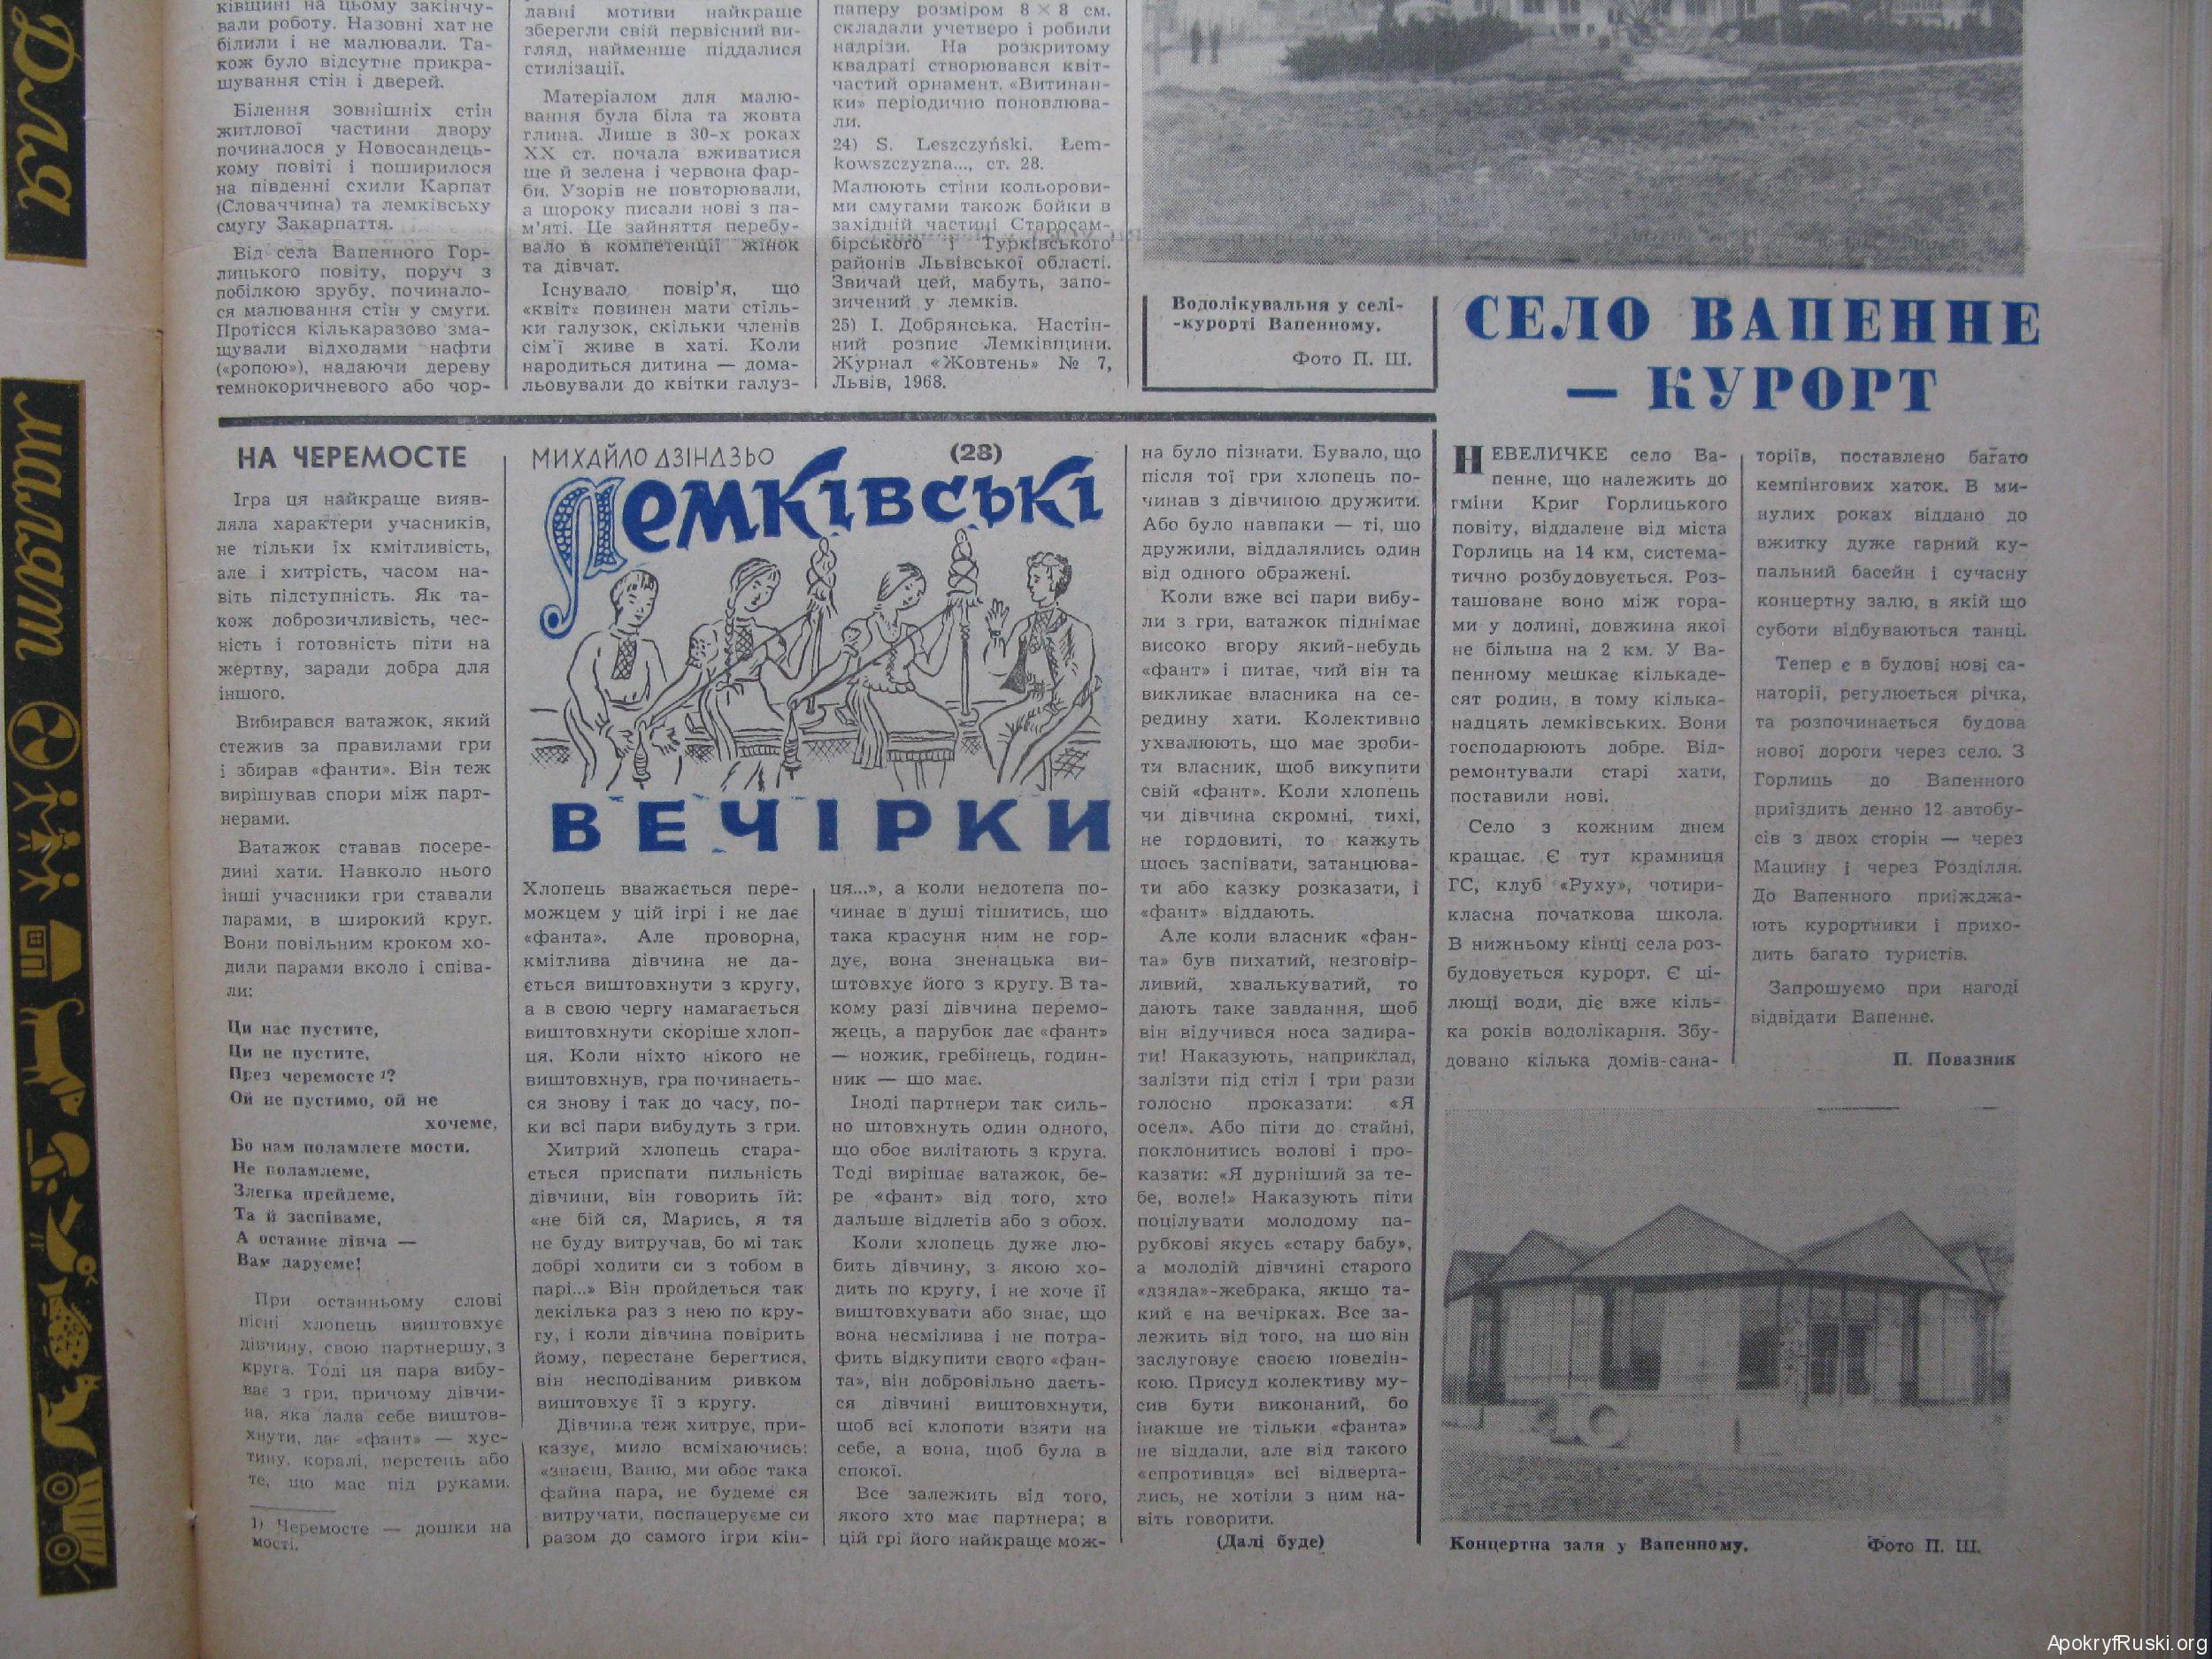 Для
малят
ківщині на цьому закінчу-
вали роботу. Назовні хат не
білили і не малювали. Та-
кож було відсутнє прикра-
шування стін і дверей.
Білення зовнішніх стін
житлової частини двору
починалося у Новосандець-
кому повіті і поширилося
на південні схили Карпат
(Словаччина) та лемківську
смугу Закарпаття.
Від села Вапенного Гор-
лицького повіту, поруч з
побілкою зрубу, починало-
ся малювання стін у смуги.
Протісся кількаразово зма-
щували відходами нафти
(«ропою»), надаючи дереву
темнокоричневого або чор-
давні мотиви найкраще
зберегли свій первісний ви-
гляд, найменше піддалися
стилізації.
Матеріалом для малю-
вання була біла та жовта
глина. Лише в 30-х роках
XX ст. почала вживатися
ще й зелена і червона фар-
би. Узорів не повторювали,
а щороку писали нові з па-
м'яті. Це зайняття перебу-
вало в компетенції жінок
та дівчат.
Існувало повір'я, що
«квіт» повинен мати стіль-
ки галузок, скільки членів
сім'ї живе в хаті. Коли
народиться дитина — дома-
льовували до квітки галуз-
паперу розміром 8 × 8 см.
складали учетверо і робили
надрізи. На розкритому
квадраті створювався квіт-
частий орнамент. «Витинан-
ки» періодично поновлюва-
ли.
24) S. Leszczyński. Łem-
kowszczyzna..., ст. 28.
Малюють стіни кольорови-
ми смугами також бойки в
західній частині Старосам-
бірського і Турківського
районів Львівської області.
Звичай цей, мабуть, запо-
зичений у лемків.
25) І. Добрянська. Настін-
ний розпис Лемківщини.
Журнал «Жовтень» № 7,
Львів, 1968.
Водолікувальня у селі-
-курорті Вапенному.
Фото П. Ш.
НА ЧЕРЕМОСТЕ
Ігра ця найкраще вияв-
ляла характери учасників,
не тільки їх кмітливість,
але і хитрість, часом на-
віть підступність. Як та-
кож доброзичливість, чес-
ність і готовність піти на
жертву, заради добра для
іншого.
Вибирався ватажок, який
стежив за правилами гри
і збирав «фанти». Він теж
вирішував спори між парт-
нерами.
Ватажок ставав посере-
дині хати. Навколо нього
інші учасники гри ставали
парами, в широкий круг.
Вони повільним кроком хо-
дили парами вколо і співа-
ли:
Ци нас пустите,
Ци не пустите,
През черемосте ¹?
Ой не пустимо, ой не
хочеме,
Бо нам поламлете мости.
Не поламлеме,
Злегка прейдеме,
Та й заспіваме,
А останне дівча —
Вам даруєме!
При останньому слові
пісні хлопець виштовхує
дівчину, свою партнершу, з
круга. Тоді ця пара вибу-
ває з гри, причому дівчи-
на, яка дала себе виштов-
хнути, дає «фант» — хус-
тину, коралі, перстень або
те, що має під руками.
1) Черемосте — дошки на
мості.
МИХАЙЛО ДЗІНДЗЬО
(23)
Лемківські
ВЕЧІРКИ
Хлопець вважається пере-
можцем у цій ігрі і не дає
«фанта». Але проворна,
кмітлива дівчина не да-
ється виштовхнути з кругу,
а в свою чергу намагається
виштовхнути скоріше хлоп-
ця. Коли ніхто нікого не
виштовхнув, гра починаєть-
ся знову і так до часу, по-
ки всі пари вибудуть з гри.
Хитрий хлопець стара-
ється приспати пильність
дівчини, він говорить їй:
«не бій ся, Марись, я тя
не буду витручав, бо мі так
добрі ходити си з тобом в
парі...» Він пройдеться так
декілька раз з нею по кру-
гу, і коли дівчина повірить
йому, перестане берегтися,
він несподіваним ривком
виштовхує її з кругу.
Дівчина теж хитрує, при-
казує, мило всміхаючись:
«знаєш, Ваню, ми обоє така
файна пара, не будеме ся
витручати, поспацеруєме си
разом до самого ігри кін-
ця...», а коли недотепа по-
чинає в душі тішитись, що
така красуня ним не гор-
дує, вона зненацька ви-
штовхує його з кругу. В та-
кому разі дівчина перемо-
жець, а парубок дає «фант»
— ножик, гребінець, годин-
ник — що має.
Іноді партнери так силь-
но штовхнуть один одного,
що обоє вилітають з круга.
Тоді вирішає ватажок, бе-
ре «фант» від того, хто
дальше відлетів або з обох.
Коли хлопець дуже лю-
бить дівчину, з якою хо-
дить по кругу, і не хоче її
виштовхувати або знає, що
вона несмілива і не потра-
фить відкупити свого «фан-
та», він добровільно даєть-
ся дівчині виштовхнути,
щоб всі клопоти взяти на
себе, а вона, щоб була в
спокої.
Все залежить від того,
якого хто має партнера; в
цій грі його найкраще мож-
на було пізнати. Бувало, що
після тої гри хлопець по-
чинав з дівчиною дружити.
Або було навпаки — ті, що
дружили, віддалялись один
від одного ображені.
Коли вже всі пари вибу-
ли з гри, ватажок піднімає
високо вгору який-небудь
«фант» і питає, чий він та
викликає власника на се-
редину хати. Колективно
ухвалюють, що має зроби-
ти власник, щоб викупити
свій «фант». Коли хлопець
чи дівчина скромні, тихі,
не гордовиті, то кажуть
щось заспівати, затанцюва-
ти або казку розказати, і
«фант» віддають.
Але коли власник «фан-
та» був пихатий, незговір-
ливий, хвалькуватий, то
дають таке завдання, щоб
він відучився носа задира-
ти! Наказують, наприклад,
залізти під стіл і три рази
голосно проказати: «Я
осел». Або піти до стайні,
поклонитись волові і про-
казати: «Я дурніший за те-
бе, воле!» Наказують піти
поцілувати молодому па-
рубкові якусь «стару бабу»,
а молодій дівчині старого
«дзяда»-жебрака, якщо та-
кий є на вечірках. Все за-
лежить від того, на що він
заслуговує своєю поведін-
кою. Присуд колективу му-
сив бути виконаний, бо
інакше не тільки «фанта»
не віддали, але від такого
«спротивця» всі відверта-
лись, не хотіли з ним на-
віть говорити.
(Далі буде)
СЕЛО ВАПЕННЕ
— КУРОРТ
НЕВЕЛИЧКЕ село Ва-
пенне, що належить до
гміни Криг Горлицького
повіту, віддалене від міста
Горлиць на 14 км, система-
тично розбудовується. Роз-
ташоване воно між гора-
ми у долині, довжина якої
не більша на 2 км. У Ва-
пенному мешкає кількаде-
сят родин, в тому кілька-
надцять лемківських. Вони
господарюють добре. Від-
ремонтували старі хати,
поставили нові.
Село з кожним днем
кращає. Є тут крамниця
ГС, клуб «Руху», чотири-
класна початкова школа.
В нижньому кінці села роз-
будовується курорт. Є ці-
лющі води, діє вже кіль-
ка років водолікарня. Збу-
довано кілька домів-сана-
торіїв, поставлено багато
кемпінгових хаток. В ми-
нулих роках віддано до
вжитку дуже гарний ку-
пальний басейн і сучасну
концертну залю, в якій що
суботи відбуваються танці.
Тепер є в будові нові са-
наторії, регулюється річка,
та розпочинається будова
нової дороги через село. З
Горлиць до Вапенного
приїздить денно 12 автобу-
сів з двох сторін — через
Мацину і через Розділля.
До Вапенного приїжджа-
ють курортники і прихо-
дить багато туристів.
Запрошуємо при нагоді
відвідати Вапенне.
П. Повазник
Концертна заля у Вапенному.
Фото П. Ш.
ApokryfRuski.org